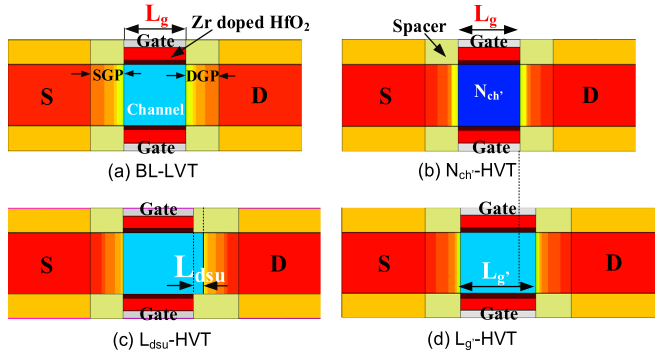 Lg
Zr doped HfO₂
Gate
SGP
DGP
S
Channel
D
Gate
(a) BL-LVT
Lg
Spacer
Gate
S
Nch'
D
Gate
(b) Nch'-HVT
Gate
S
Ldsu
D
Gate
(c) Ldsu-HVT
Gate
S
Lg'
D
Gate
(d) Lg'-HVT